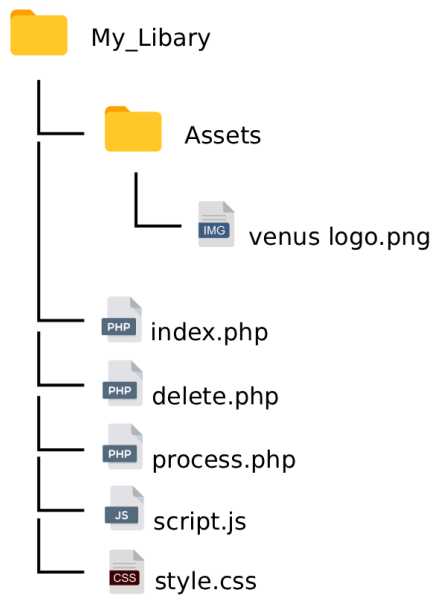 My_Libary
Assets
IMG
venus logo.png
PHP
index.php
PHP
delete.php
PHP
process.php
JS
script.js
CSS
style.css